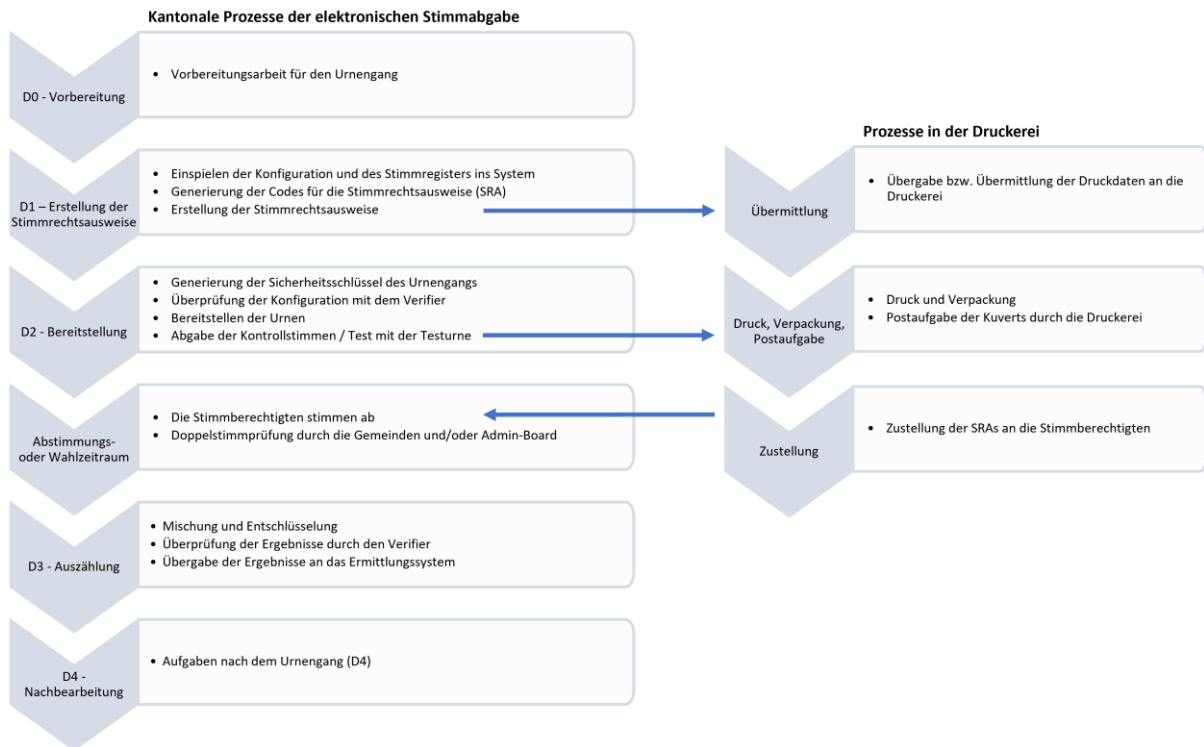 Kantonale Prozesse der elektronischen Stimmabgabe
D0 - Vorbereitung
• Vorbereitungsarbeit für den Urnengang
D1 – Erstellung der
Stimmrechtsausweise
• Einspielen der Konfiguration und des Stimmregisters ins System
• Generierung der Codes für die Stimmrechtsausweise (SRA)
• Erstellung der Stimmrechtsausweise
D2 - Bereitstellung
• Generierung der Sicherheitsschlüssel des Urnengangs
• Überprüfung der Konfiguration mit dem Verifier
• Bereitstellen der Urnen
• Abgabe der Kontrollstimmen / Test mit der Testurne
Abstimmungs-
oder Wahlzeitraum
• Die Stimmberechtigten stimmen ab
• Doppelstimmprüfung durch die Gemeinden und/oder Admin-Board
D3 - Auszählung
• Mischung und Entschlüsselung
• Überprüfung der Ergebnisse durch den Verifier
• Übergabe der Ergebnisse an das Ermittlungssystem
D4 -
Nachbearbeitung
• Aufgaben nach dem Urnengang (D4)
Prozesse in der Druckerei
Übermittlung
• Übergabe bzw. Übermittlung der Druckdaten an die
Druckerei
Druck, Verpackung,
Postaufgabe
• Druck und Verpackung
• Postaufgabe der Kuverts durch die Druckerei
Zustellung
• Zustellung der SRAs an die Stimmberechtigten